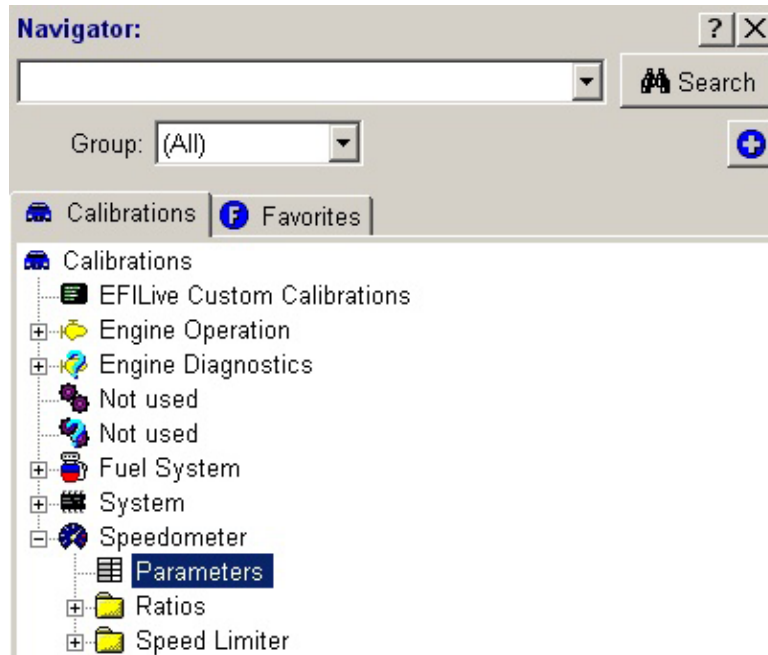 Navigator:
Search
Group: (All)
Calibrations Favorites
Calibrations
EFILive Custom Calibrations
Engine Operation
Engine Diagnostics
Not used
Not used
Fuel System
System
Speedometer
Parameters
Ratios
Speed Limiter